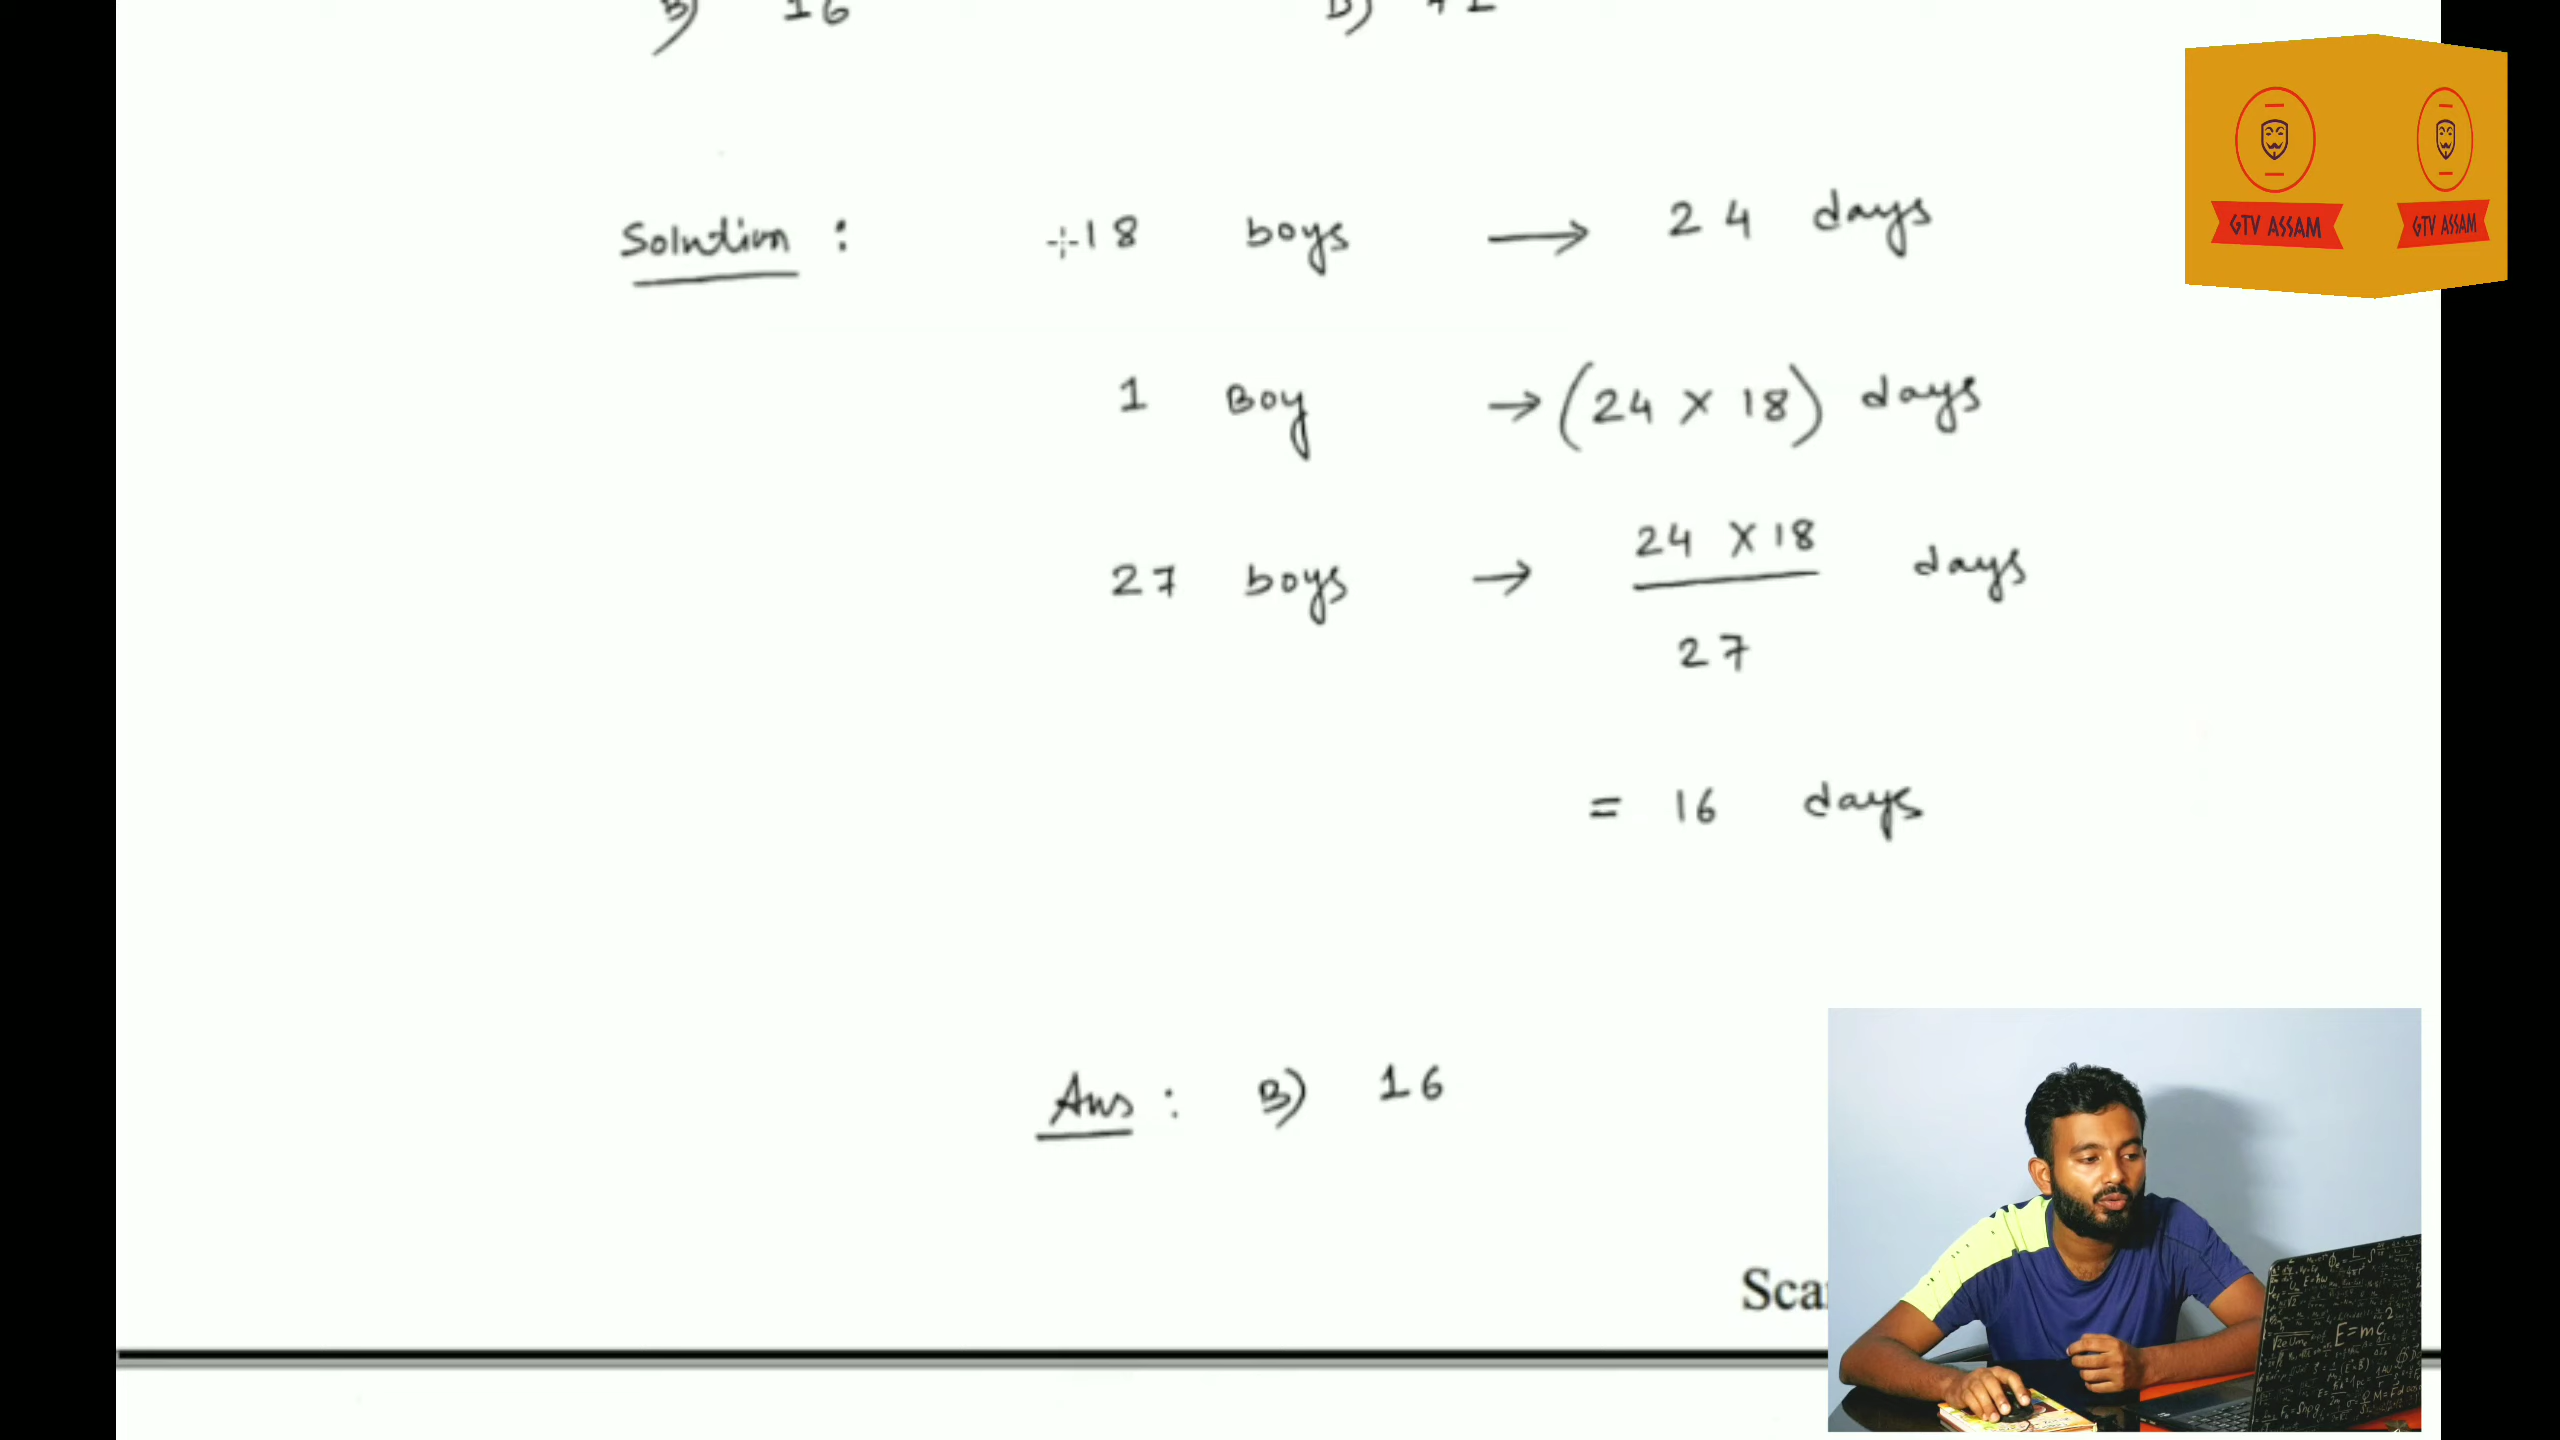 B) 16
Solution : 18 boys → 24 days
1 Boy → (24 X 18) days
27 boys → 24 X 18 days
27
= 16 days
Ans : B) 16
GTV ASSAM GTV ASSAM
E=mc2